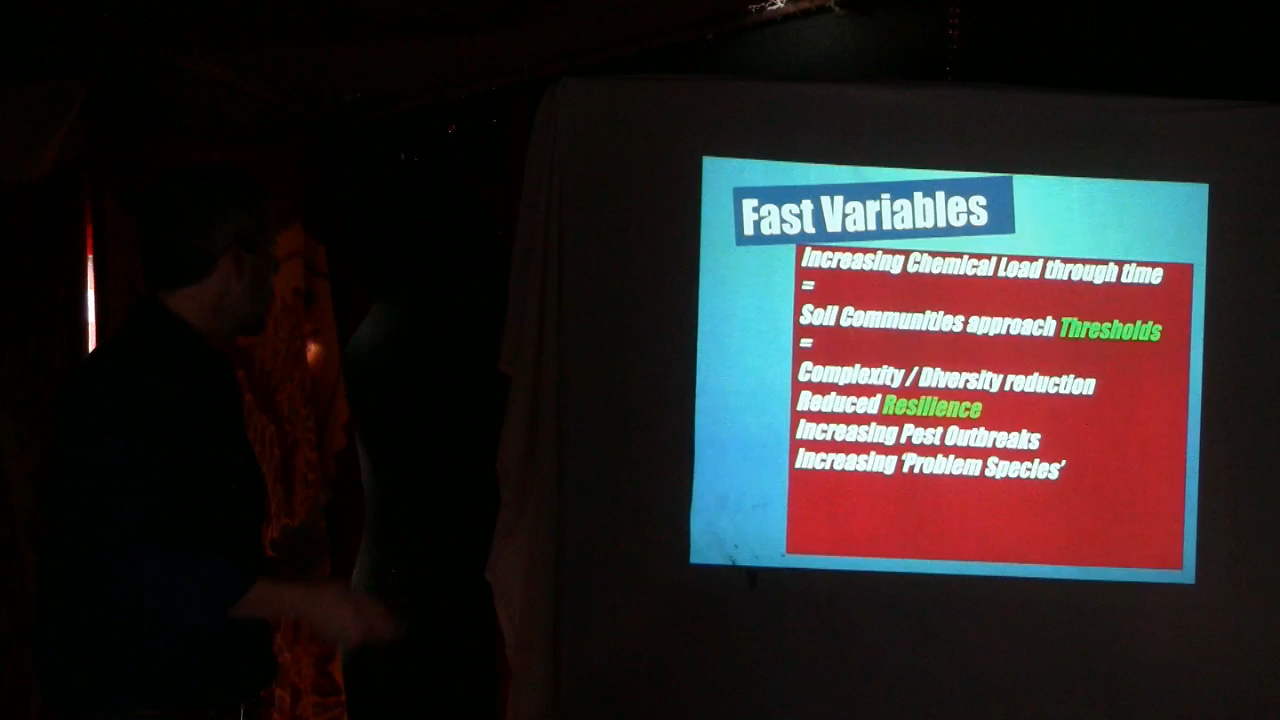 Fast Variables
Increasing Chemical Load through time
=
Soil Communities approach Thresholds
=
Complexity / Diversity reduction
Reduced Resilience
Increasing Pest Outbreaks
Increasing ‘Problem Species’